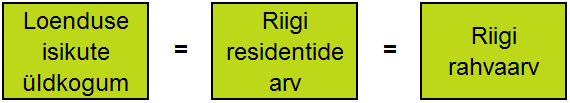 Loenduse
isikute
üldkogum
=
Riigi
residentide
arv
=
Riigi
rahvaarv